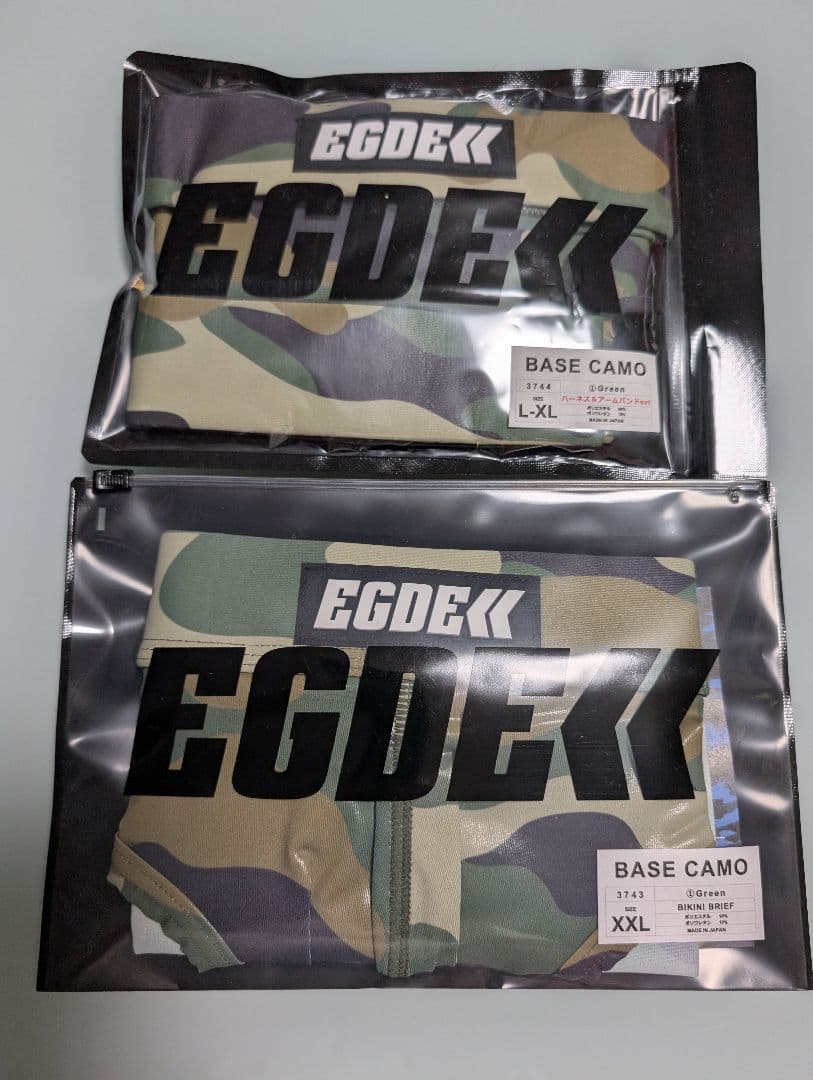 EGDE
EGDE
BASE CAMO
3744 ①Green
SIZE ハーネス&アームバンドset
L-XL
ポリエステル
ポリウレタン
MADE IN JAPAN
EGDE
EGDE
BASE CAMO
3743 ①Green
SIZE BIKINI BRIEF
XXL
ポリエステル
ポリウレタン
MADE IN JAPAN